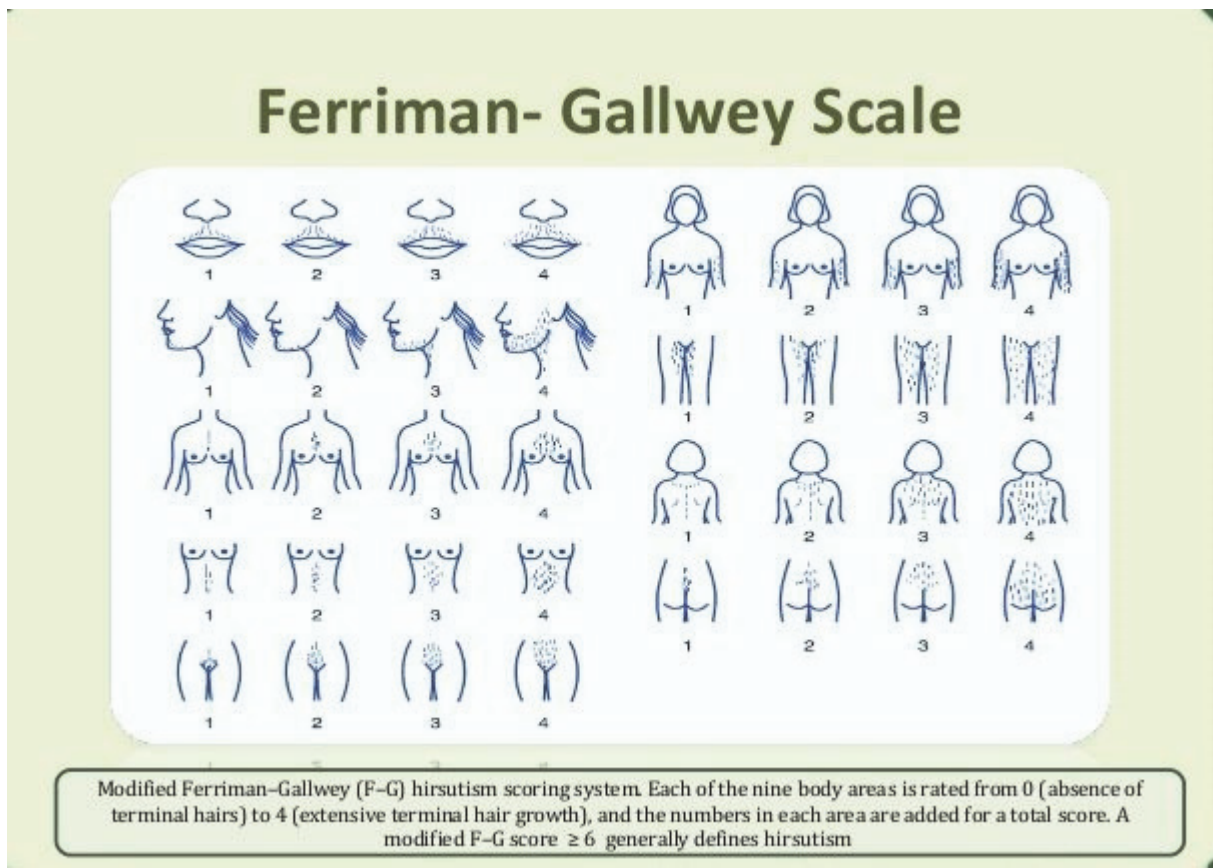 Ferriman- Gallwey Scale
1 2 3 4
1 2 3 4
1 2 3 4
1 2 3 4
1 2 3 4
1 2 3 4
1 2 3 4
1 2 3 4
1 2 3 4
Modified Ferriman–Gallwey (F–G) hirsutism scoring system. Each of the nine body areas is rated from 0 (absence of
terminal hairs) to 4 (extensive terminal hair growth), and the numbers in each area are added for a total score. A
modified F–G score ≥ 6 generally defines hirsutism